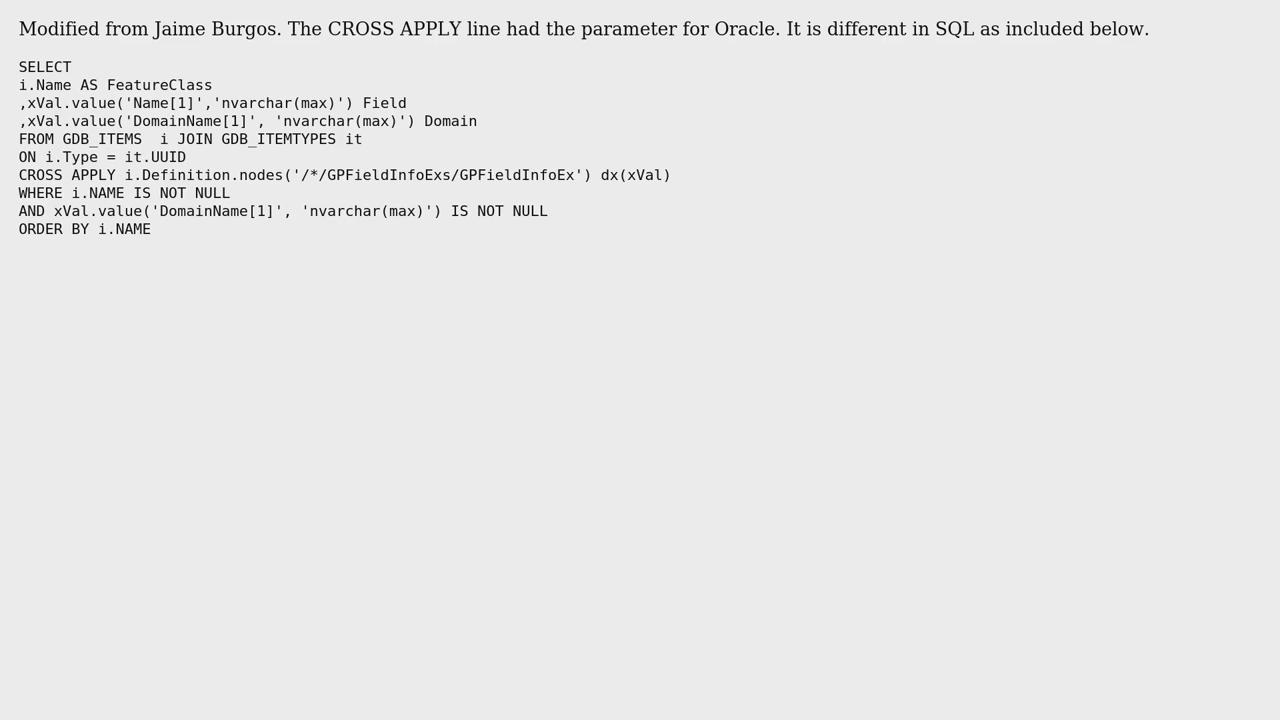 Modified from Jaime Burgos. The CROSS APPLY line had the parameter for Oracle. It is different in SQL as included below.
SELECT
i.Name AS FeatureClass
,xVal.value('Name[1]','nvarchar(max)') Field
,xVal.value('DomainName[1]', 'nvarchar(max)') Domain
FROM GDB_ITEMS  i JOIN GDB_ITEMTYPES it
ON i.Type = it.UUID
CROSS APPLY i.Definition.nodes('/*/GPFieldInfoExs/GPFieldInfoEx') dx(xVal)
WHERE i.NAME IS NOT NULL
AND xVal.value('DomainName[1]', 'nvarchar(max)') IS NOT NULL
ORDER BY i.NAME